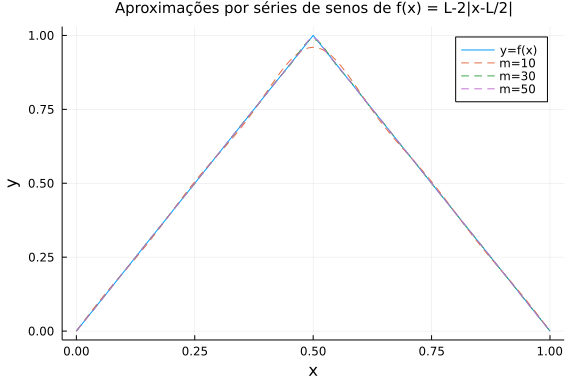 Aproximações por séries de senos de f(x) = L-2|x-L/2|
y=f(x)
m=10
m=30
m=50
y
1.00
0.75
0.50
0.25
0.00
0.00 0.25 0.50 0.75 1.00
x